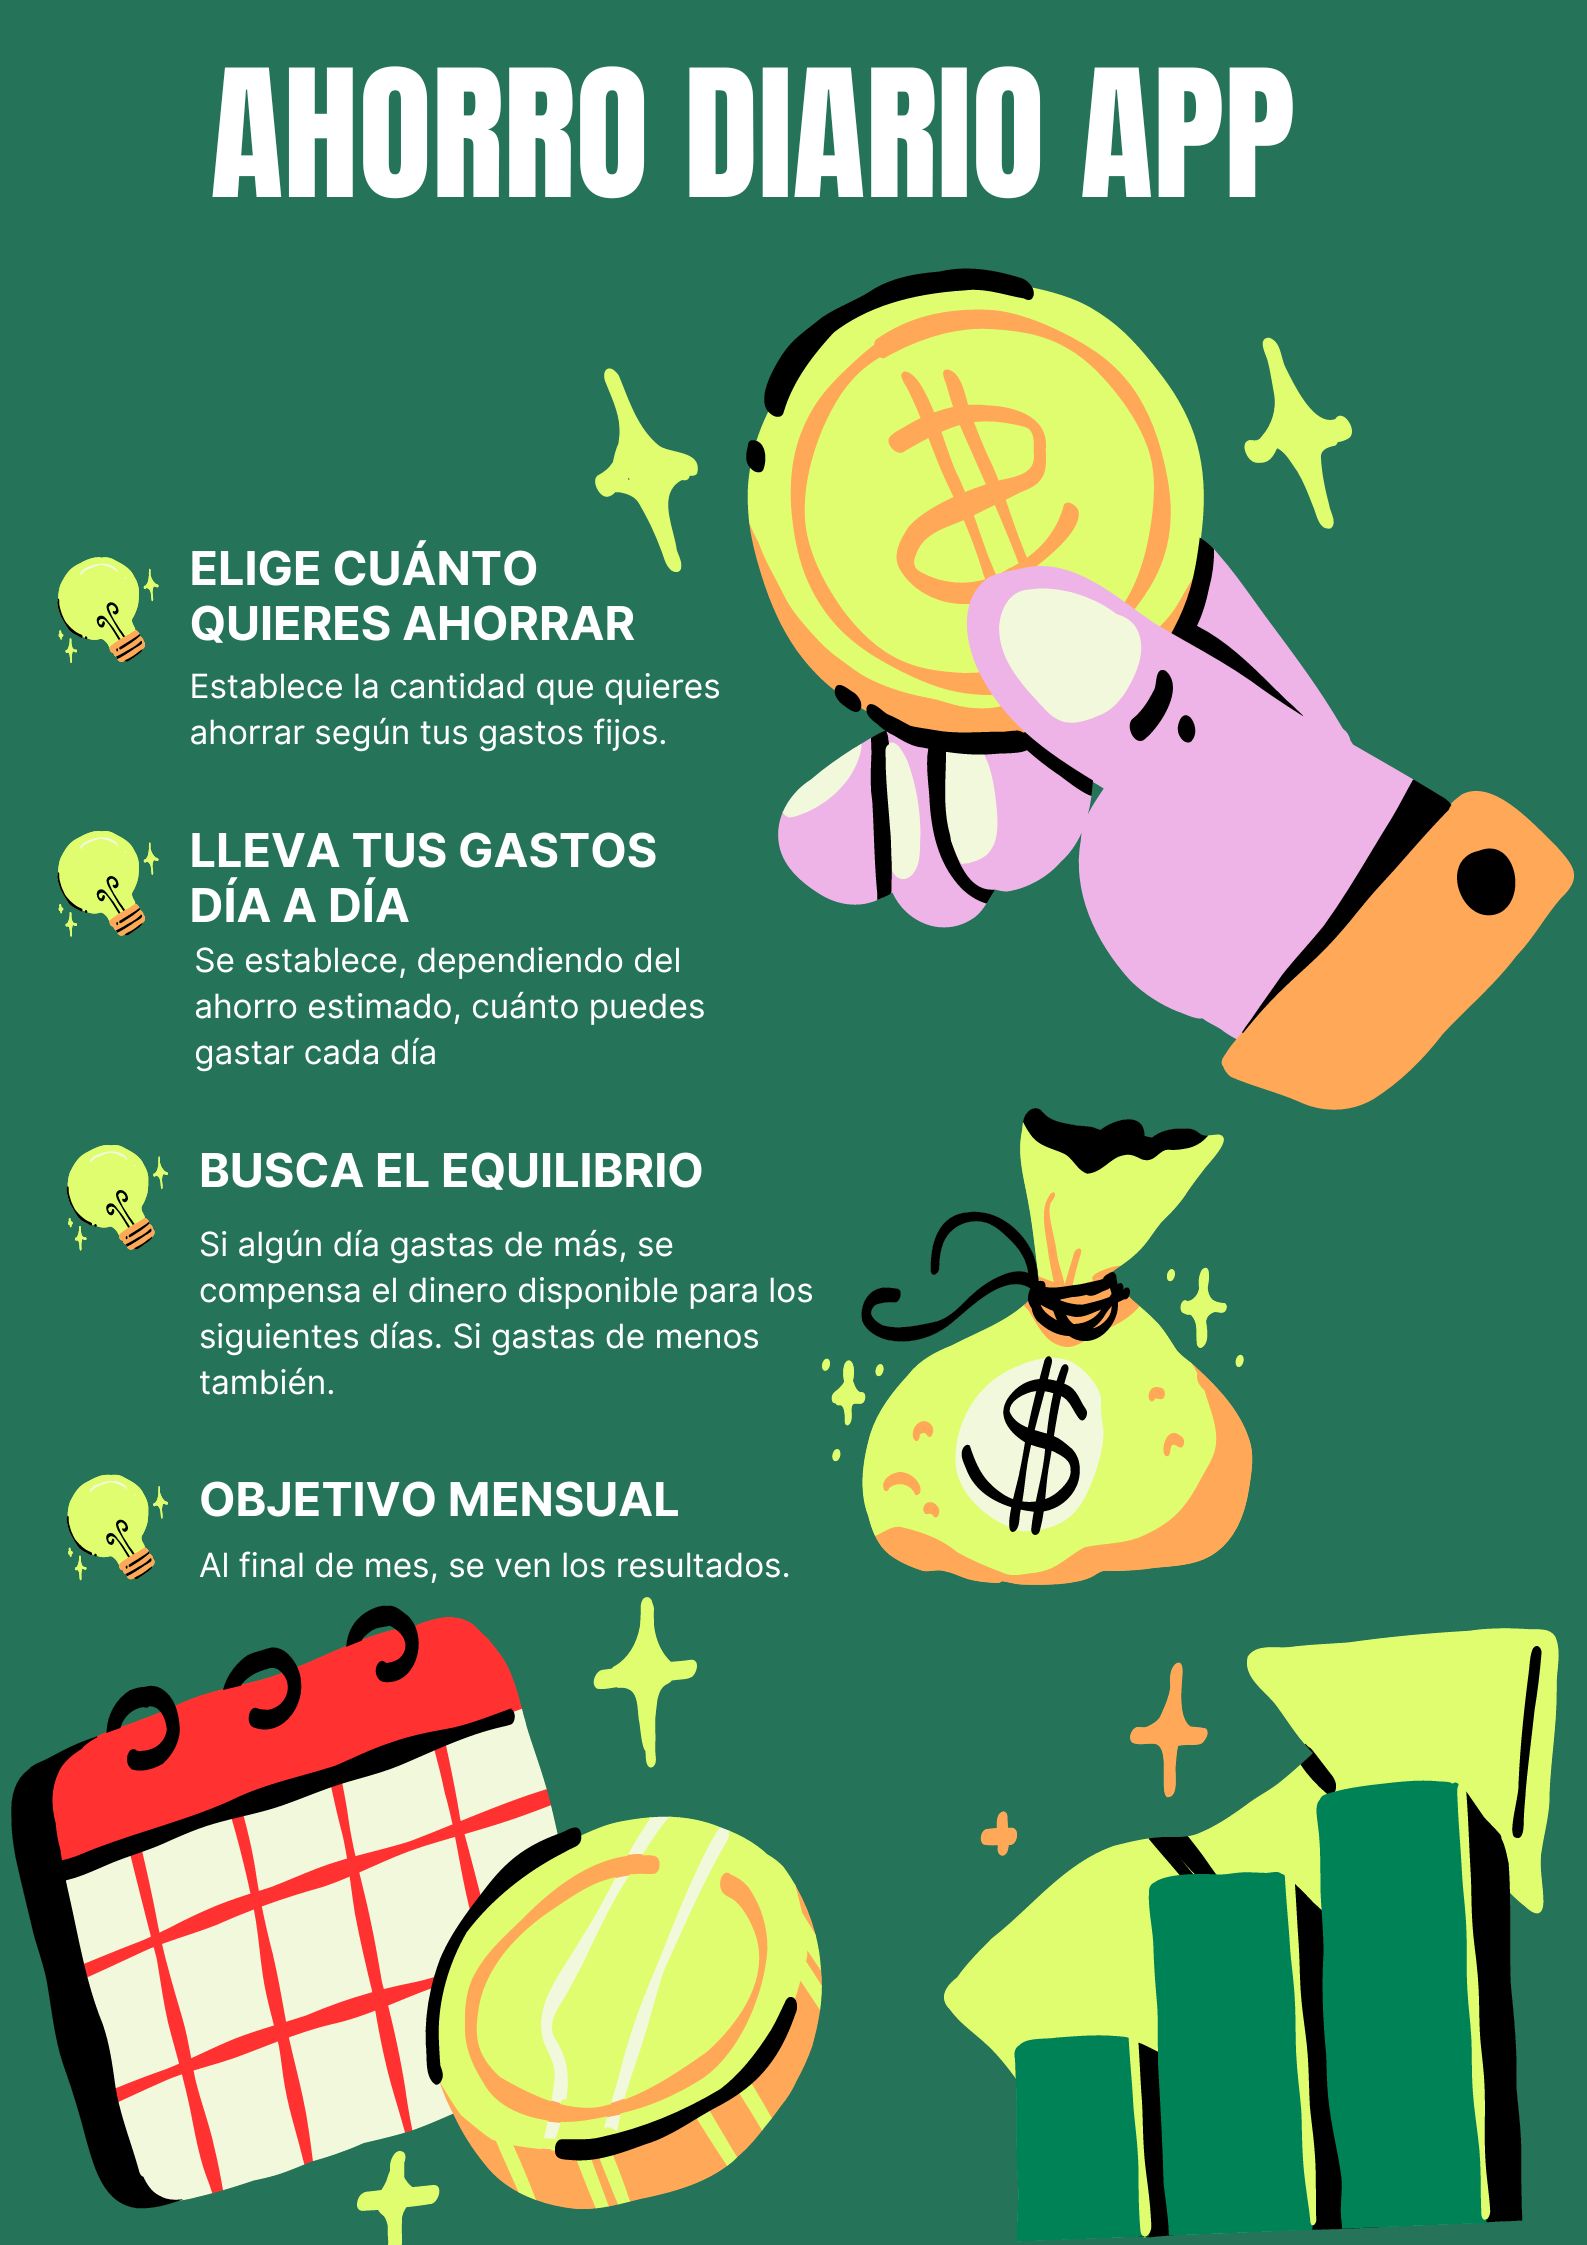 AHORRO DIARIO APP
ELIGE CUÁNTO
QUIERES AHORRAR
Establece la cantidad que quieres
ahorrar según tus gastos fijos.
LLEVA TUS GASTOS
DÍA A DÍA
Se establece, dependiendo del
ahorro estimado, cuánto puedes
gastar cada día
BUSCA EL EQUILIBRIO
Si algún día gastas de más, se
compensa el dinero disponible para los
siguientes días. Si gastas de menos
también.
OBJETIVO MENSUAL
Al final de mes, se ven los resultados.